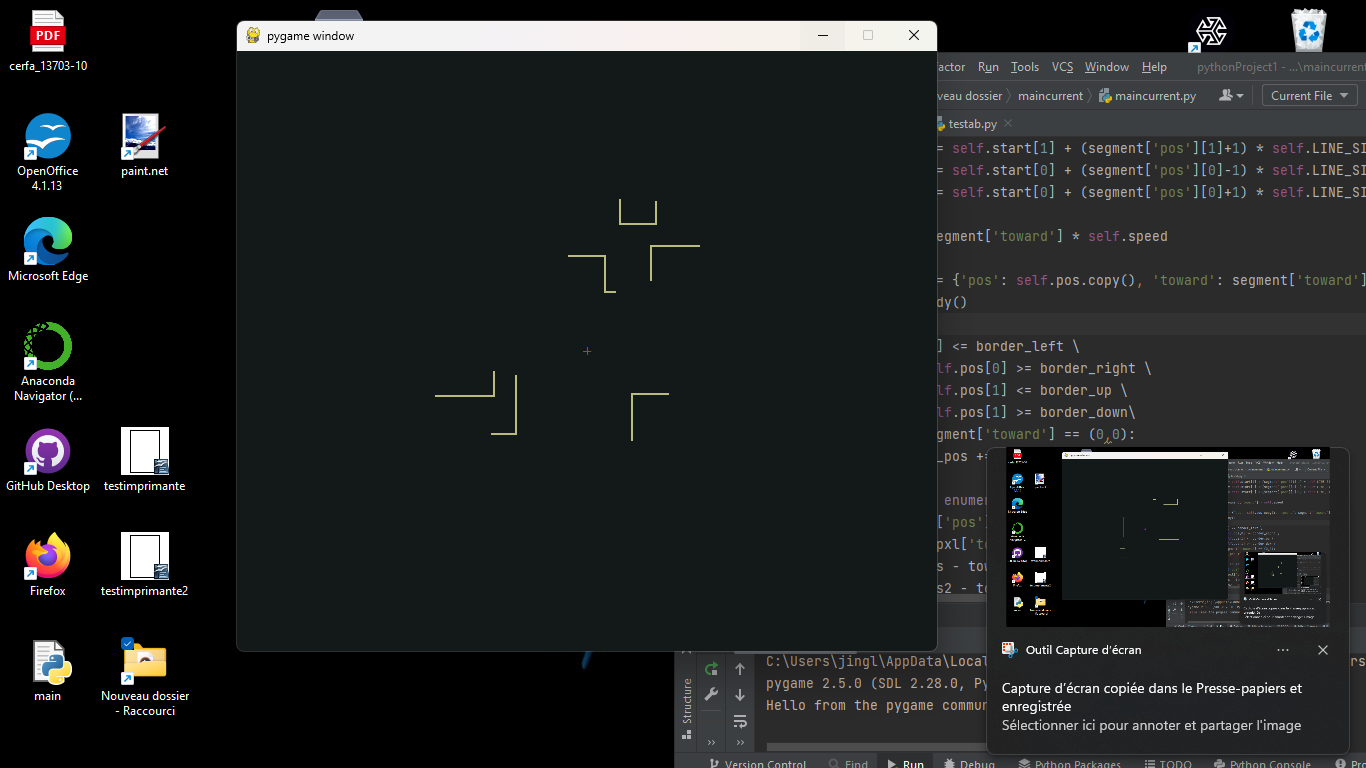 cerfa_13703-10
OpenOffice
4.1.13
paint.net
Microsoft Edge
Anaconda
Navigator (...
GitHub Desktop
testimprimante
Firefox
testimprimante2
main
Nouveau dossier
- Raccourci
pygame window
actor Run Tools VCS Window Help pythonProject1 - ...\maincurrent
veau dossier maincurrent maincurrent.py Current File
testab.py
= self.start[1] + (segment['pos'][1]+1) * self.LINE_SI
= self.start[0] + (segment['pos'][0]-1) * self.LINE_SI
= self.start[0] + (segment['pos'][0]+1) * self.LINE_SI
egment['toward'] * self.speed
= {'pos': self.pos.copy(), 'toward': segment['toward']
dy()
] <= border_left \
lf.pos[0] >= border_right \
lf.pos[1] <= border_up \
lf.pos[1] >= border_down\
gment['toward'] == (0,0):
_pos +=
enumer
['pos']
pxl['to
s - tow
s2 - to
C:\Users\jingl\AppData\Local
pygame 2.5.0 (SDL 2.28.0, Py
Hello from the pygame commun
Structure
Outil Capture d'écran
Capture d'écran copiée dans le Presse-papiers et
enregistrée
Sélectionner ici pour annoter et partager l'image
Version Control Find Run Debug Python Packages TODO Python Console